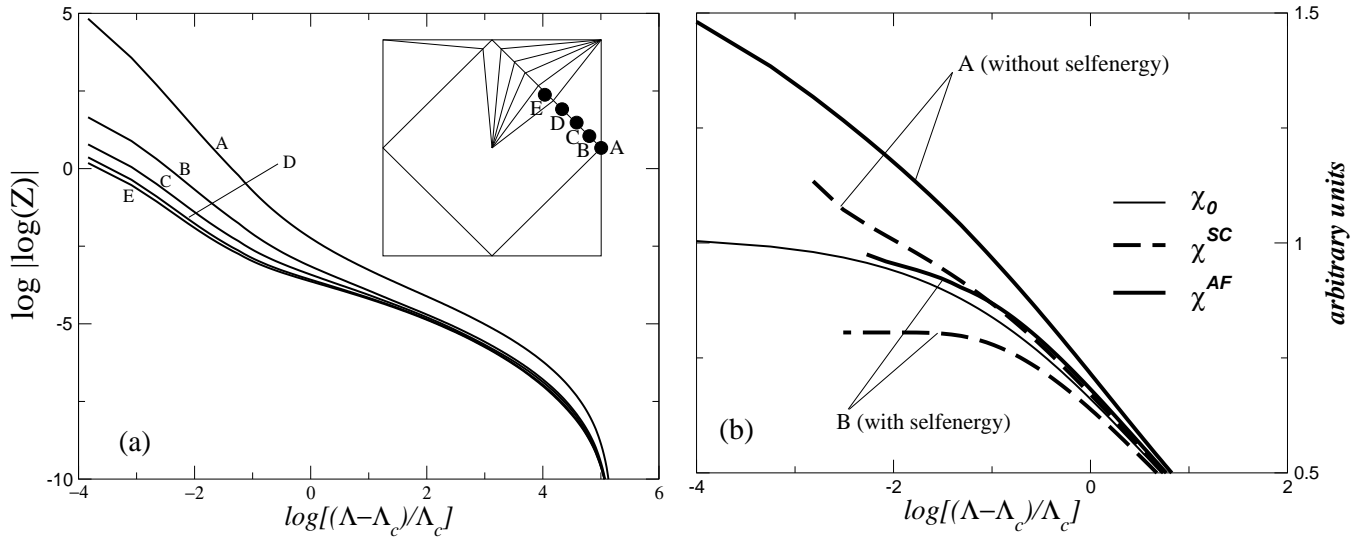 5
0
-5
-10
log |log(Z)|
−4
−2
0
2
4
6
log[(Λ−Λc)/Λc]
A
B
C
D
E
(a)
E
D
C
B
A
A (without selfenergy)
B (with selfenergy)
χ0
χSC
χAF
(b)
1.5
1
0.5
arbitrary units
-4
-2
0
2
log[(Λ−Λc)/Λc]